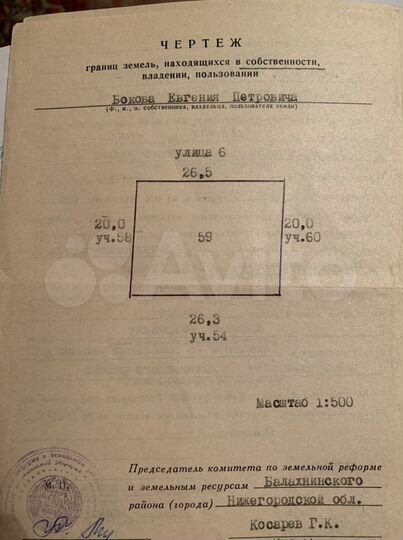 ЧЕРТЕЖ
границ земель, находящихся в собственности,
владении, пользовании
Бокова Евгения Петровича
(Ф., и., о. собственника, владельца, пользователя земли)
улица 6
26,5
20,0
уч.58
59
20,0
уч.60
Avito
26,3
уч.54
Масштаб 1:500
М. П.
Председатель комитета по земельной реформе
и земельным ресурсам Балахнинского
района (города) Нижегородской обл.
Косарев Г.К.